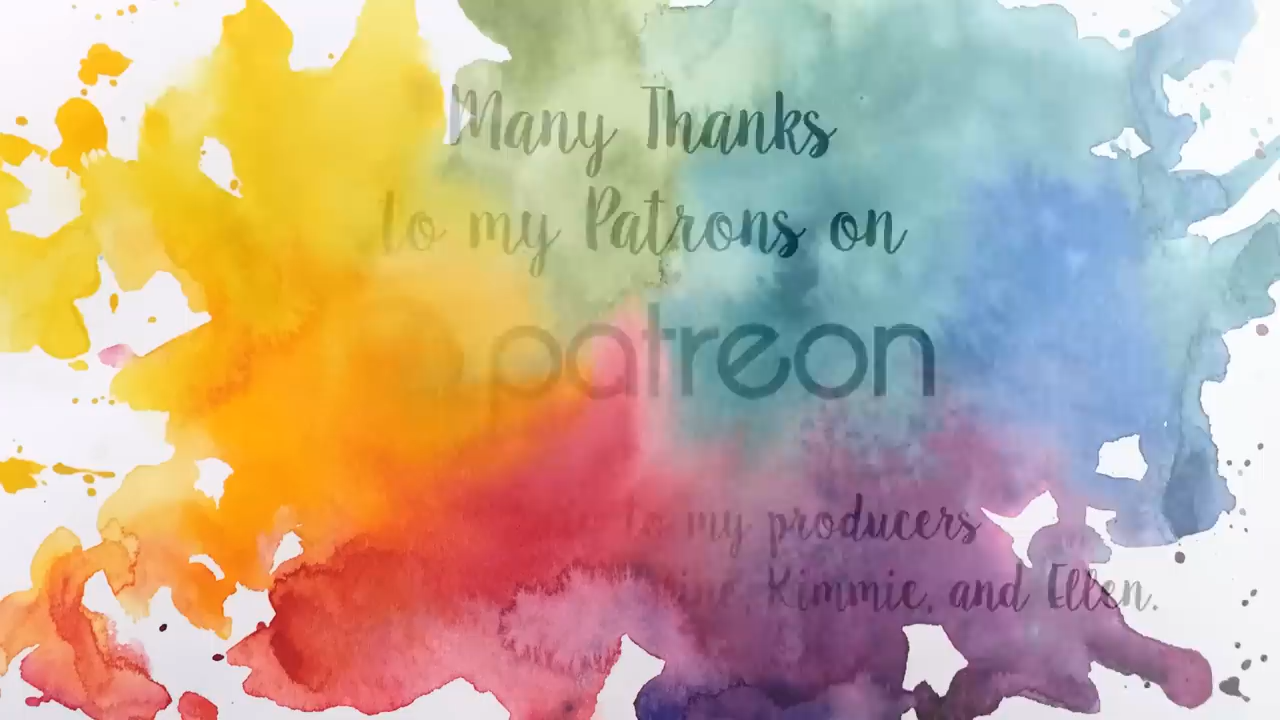 Many Thanks
to my Patrons on
patreon
to my producers
Kimmie, and Ellen.